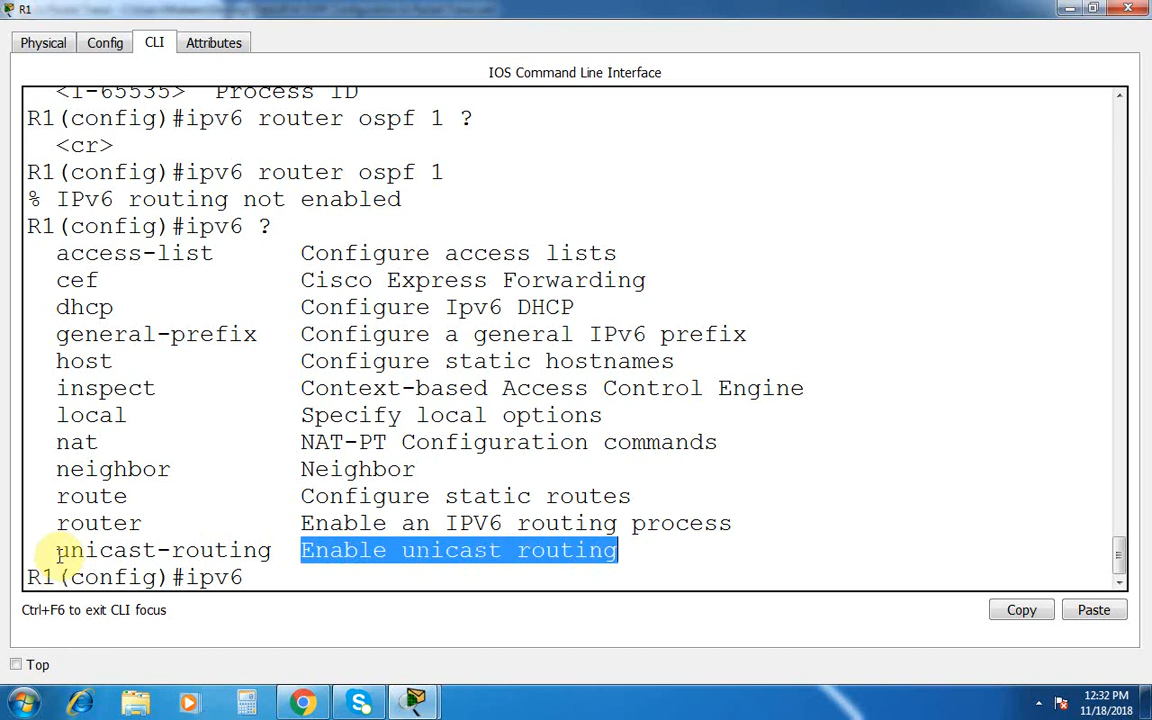 R1
Physical Config CLI Attributes
IOS Command Line Interface
<1-65535> Process ID
R1(config)#ipv6 router ospf 1 ?
<cr>
R1(config)#ipv6 router ospf 1
% IPv6 routing not enabled
R1(config)#ipv6 ?
access-list Configure access lists
cef Cisco Express Forwarding
dhcp Configure Ipv6 DHCP
general-prefix Configure a general IPv6 prefix
host Configure static hostnames
inspect Context-based Access Control Engine
local Specify local options
nat NAT-PT Configuration commands
neighbor Neighbor
route Configure static routes
router Enable an IPV6 routing process
unicast-routing Enable unicast routing
R1(config)#ipv6
Ctrl+F6 to exit CLI focus
Copy Paste
Top
12:32 PM
11/18/2018